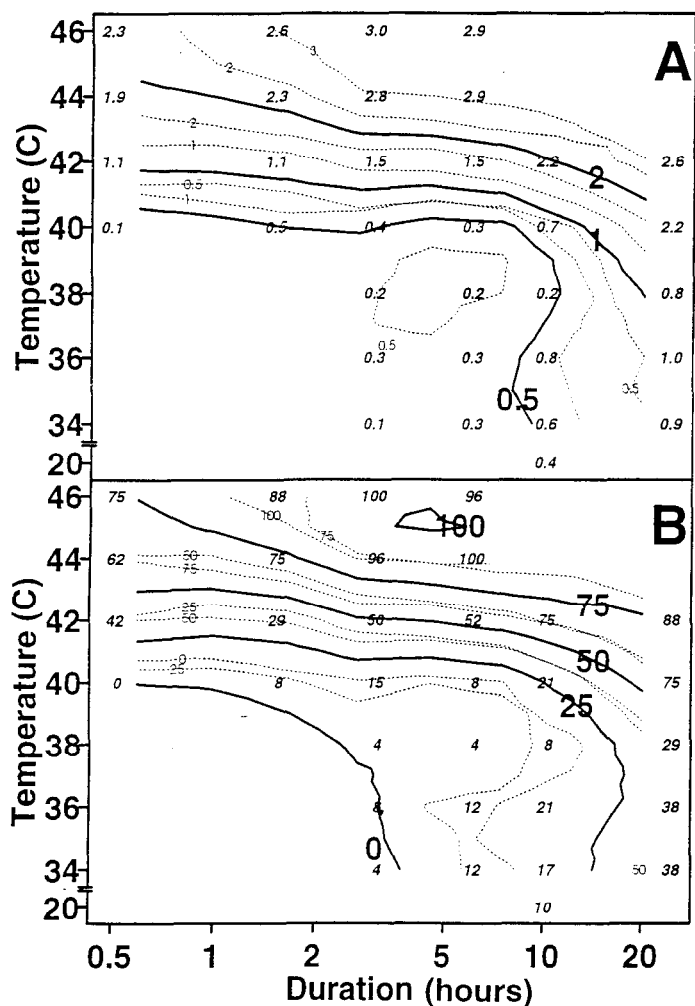 A
46 2.3 2.6 3.0 2.9
3
2
44 1.9 2.3 2.8 2.9
2
42 1.1 1.1 1.5 1.5 2.2 2.6
1
2
0.5
1
40 0.1 0.5 0.4 0.3 0.7 2.2
1
38 0.2 0.2 0.2 0.8
0.5
36 0.3 0.3 0.8 1.0
0.5
0.5
34 0.1 0.3 0.6 0.9
20 0.4
Temperature (C)
B
46 75 88 100 96
100
75
100
44 62 75 96 100
50
75
75
25
50
42 42 29 50 52 75 88
50
0
25
40 0 8 15 8 21 75
25
38 4 4 8 29
36 8 12 21 38
0
34 4 12 17 50 38
20 10
Temperature (C)
0.5 1 2 5 10 20
Duration (hours)